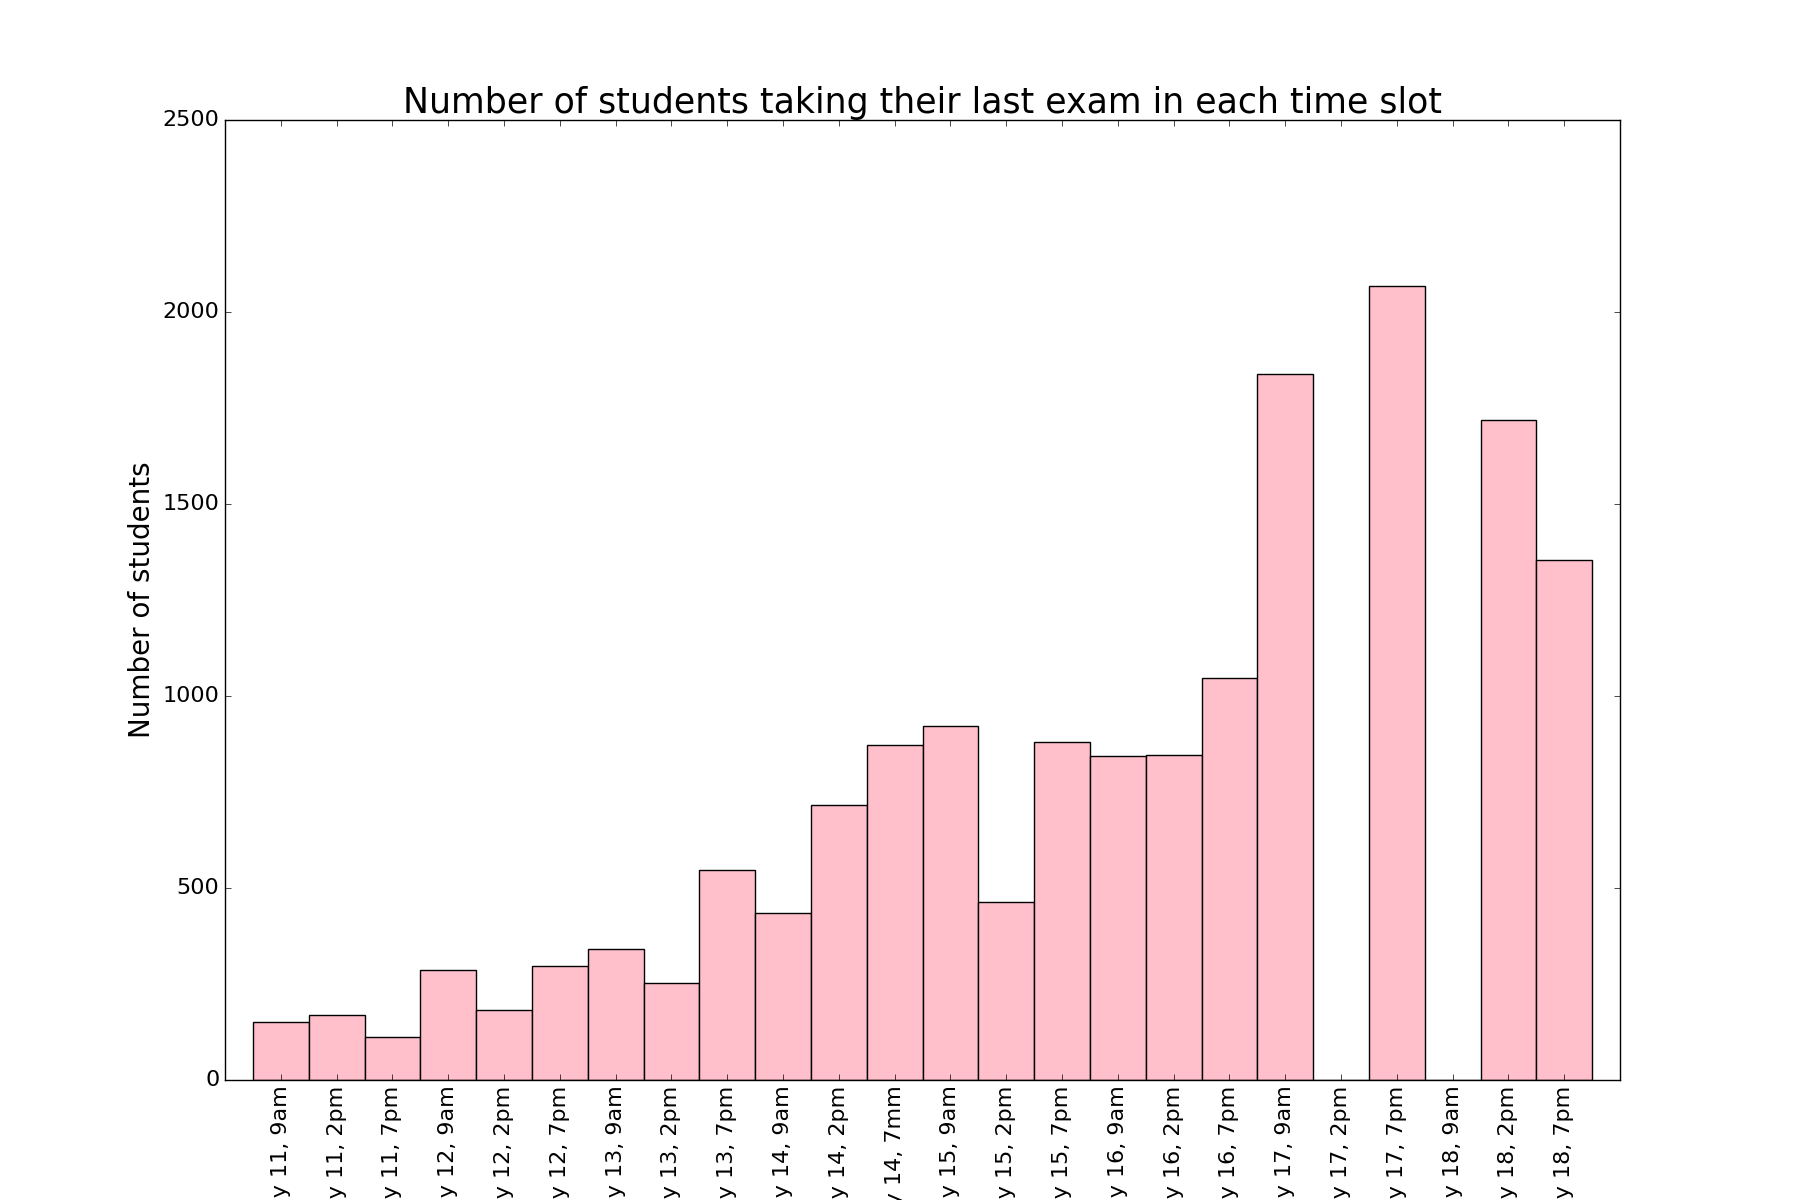 Number of students taking their last exam in each time slot
Number of students
2500
2000
1500
1000
500
0
y 11, 9am
y 11, 2pm
y 11, 7pm
y 12, 9am
y 12, 2pm
y 12, 7pm
y 13, 9am
y 13, 2pm
y 13, 7pm
y 14, 9am
y 14, 2pm
y 14, 7mm
y 15, 9am
y 15, 2pm
y 15, 7pm
y 16, 9am
y 16, 2pm
y 16, 7pm
y 17, 9am
y 17, 2pm
y 17, 7pm
y 18, 9am
y 18, 2pm
y 18, 7pm